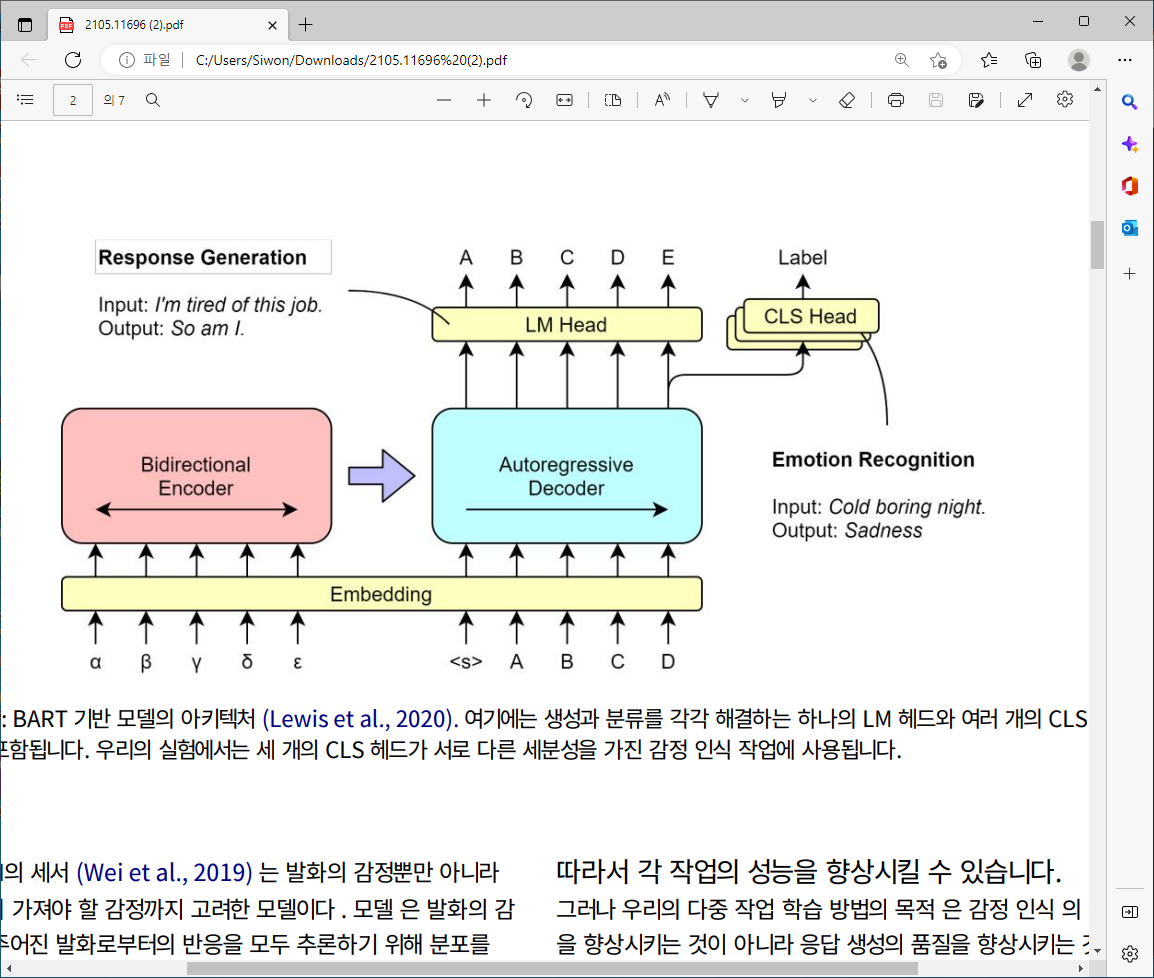 2105.11696 (2).pdf
파일
C:/Users/Siwon/Downloads/2105.11696%20(2).pdf
2 의 7
Response Generation
Input: I'm tired of this job.
Output: So am I.
A B C D E
Label
LM Head
CLS Head
Bidirectional
Encoder
Autoregressive
Decoder
Emotion Recognition
Input: Cold boring night.
Output: Sadness
Embedding
α β γ δ ε
<s> A B C D
: BART 기반 모델의 아키텍처 (Lewis et al., 2020). 여기에는 생성과 분류를 각각 해결하는 하나의 LM 헤드와 여러 개의 CLS
포함됩니다. 우리의 실험에서는 세 개의 CLS 헤드가 서로 다른 세분성을 가진 감정 인식 작업에 사용됩니다.
의 세서 (Wei et al., 2019) 는 발화의 감정뿐만 아니라
가져야 할 감정까지 고려한 모델이다 . 모델 은 발화의 감
주어진 발화로부터의 반응을 모두 추론하기 위해 분포를
따라서 각 작업의 성능을 향상시킬 수 있습니다.
그러나 우리의 다중 작업 학습 방법의 목적 은 감정 인식 의
을 향상시키는 것이 아니라 응답 생성의 품질을 향상시키는